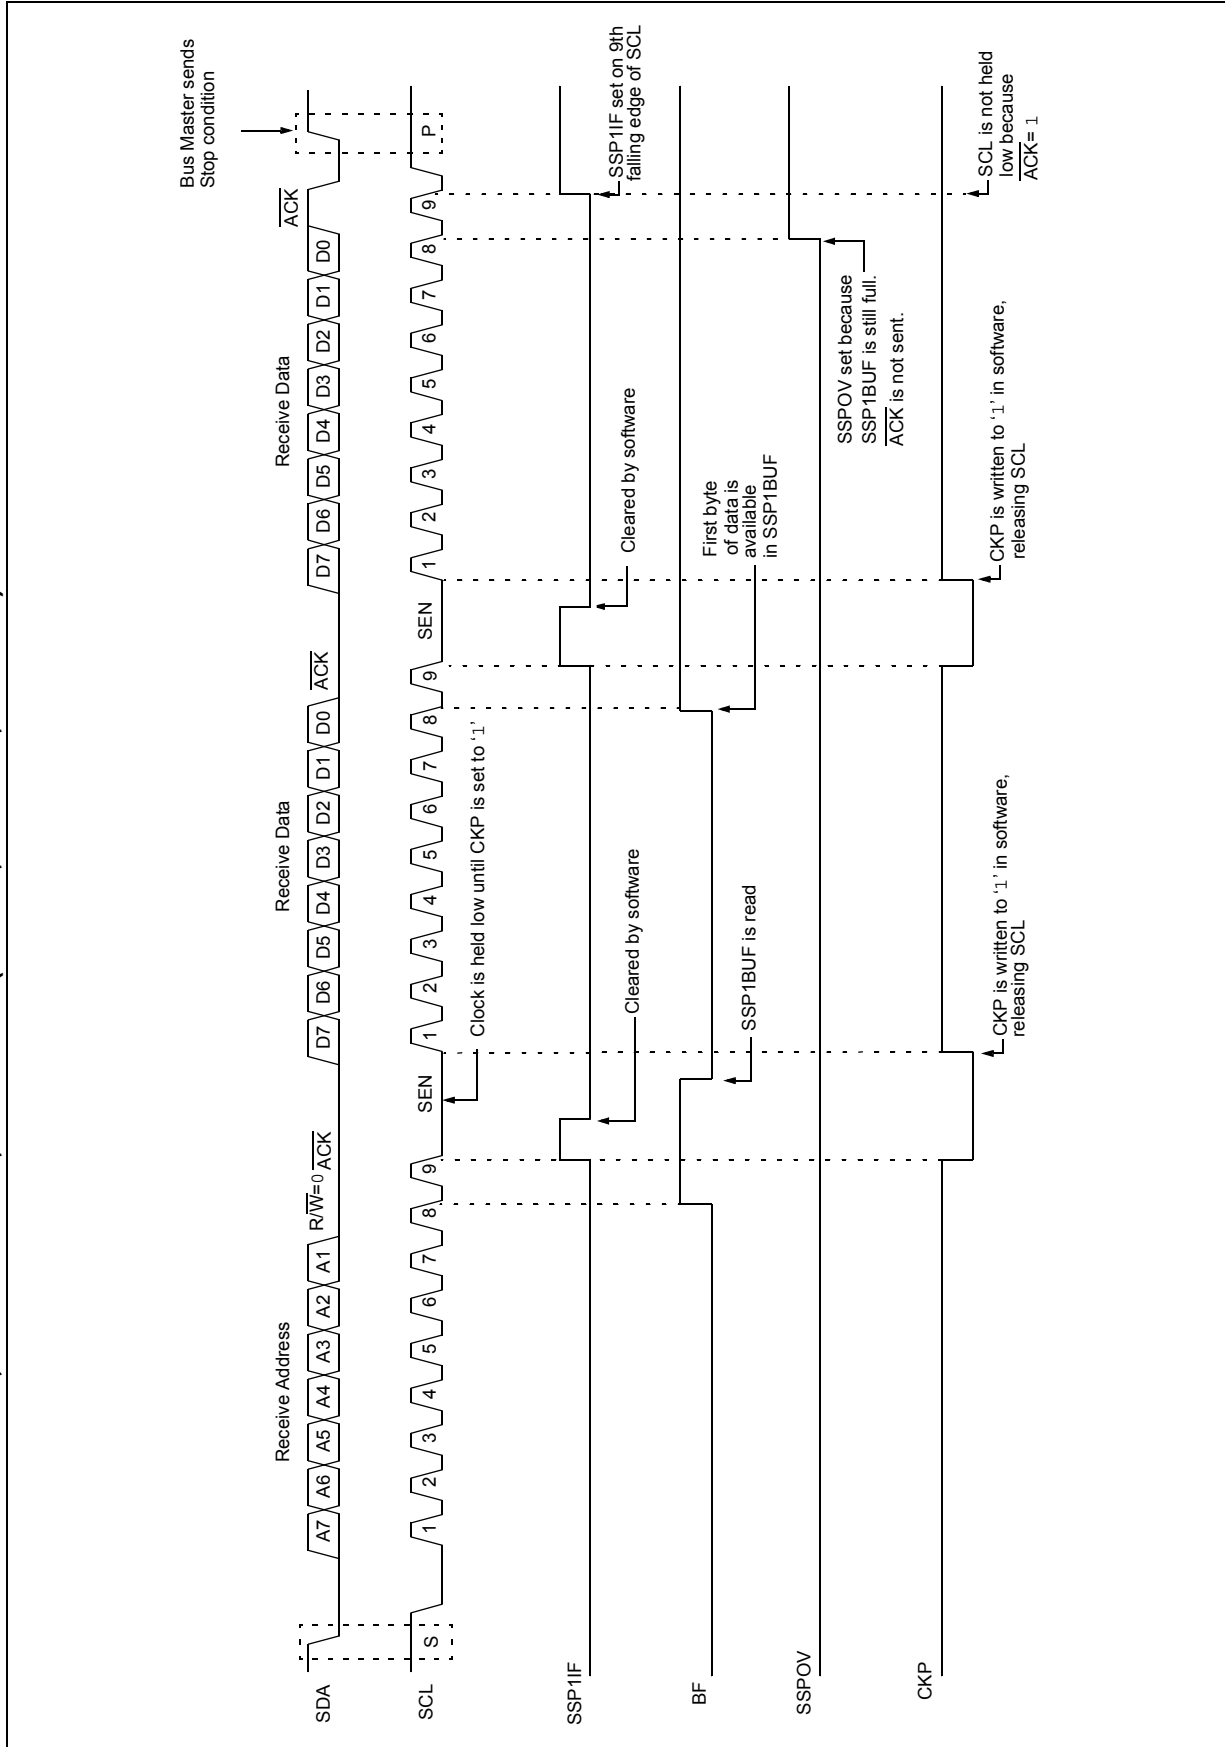 Bus Master sends
Stop condition
Receive Address
Receive Data
Receive Data
R/W=0 ACK
ACK
ACK
SDA
A7 A6 A5 A4 A3 A2 A1
D7 D6 D5 D4 D3 D2 D1 D0
D7 D6 D5 D4 D3 D2 D1 D0
SCL
S
1 2 3 4 5 6 7 8 9
SEN
1 2 3 4 5 6 7 8 9
SEN
1 2 3 4 5 6 7 8 9
P
Clock is held low until CKP is set to ‘1’
SSP1IF
Cleared by software
Cleared by software
SSP1IF set on 9th
falling edge of SCL
BF
SSP1BUF is read
First byte
of data is
available
in SSP1BUF
SSPOV
SSPOV set because
SSP1BUF is still full.
ACK is not sent.
CKP
CKP is written to ‘1’ in software,
releasing SCL
CKP is written to ‘1’ in software,
releasing SCL
SCL is not held
low because
ACK= 1